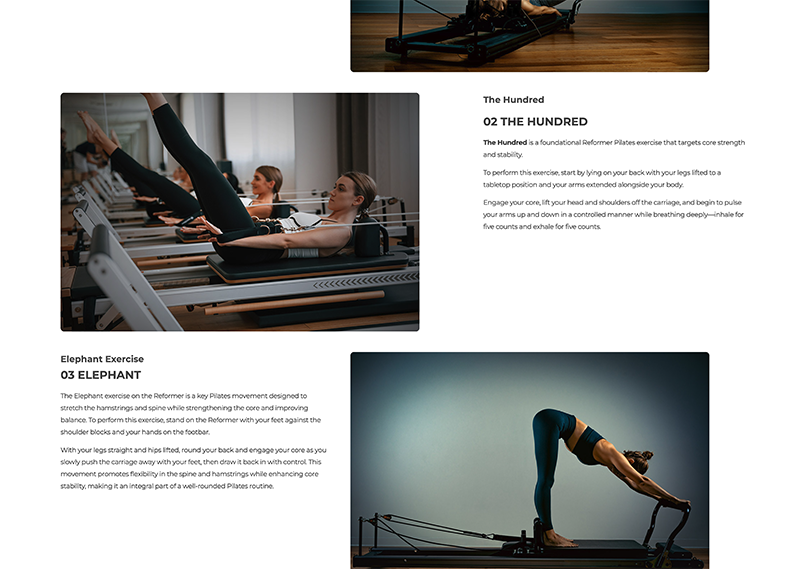 The Hundred
02 THE HUNDRED
The Hundred is a foundational Reformer Pilates exercise that targets core strength
and stability.
To perform this exercise, start by lying on your back with your legs lifted to a
tabletop position and your arms extended alongside your body.
Engage your core, lift your head and shoulders off the carriage, and begin to pulse
your arms up and down in a controlled manner while breathing deeply—inhale for
five counts and exhale for five counts.
Elephant Exercise
03 ELEPHANT
The Elephant exercise on the Reformer is a key Pilates movement designed to
stretch the hamstrings and spine while strengthening the core and improving
balance. To perform this exercise, stand on the Reformer with your feet against the
shoulder blocks and your hands on the footbar.
With your legs straight and hips lifted, round your back and engage your core as you
slowly push the carriage away with your feet, then draw it back in with control. This
movement promotes flexibility in the spine and hamstrings while enhancing core
stability, making it an integral part of a well-rounded Pilates routine.